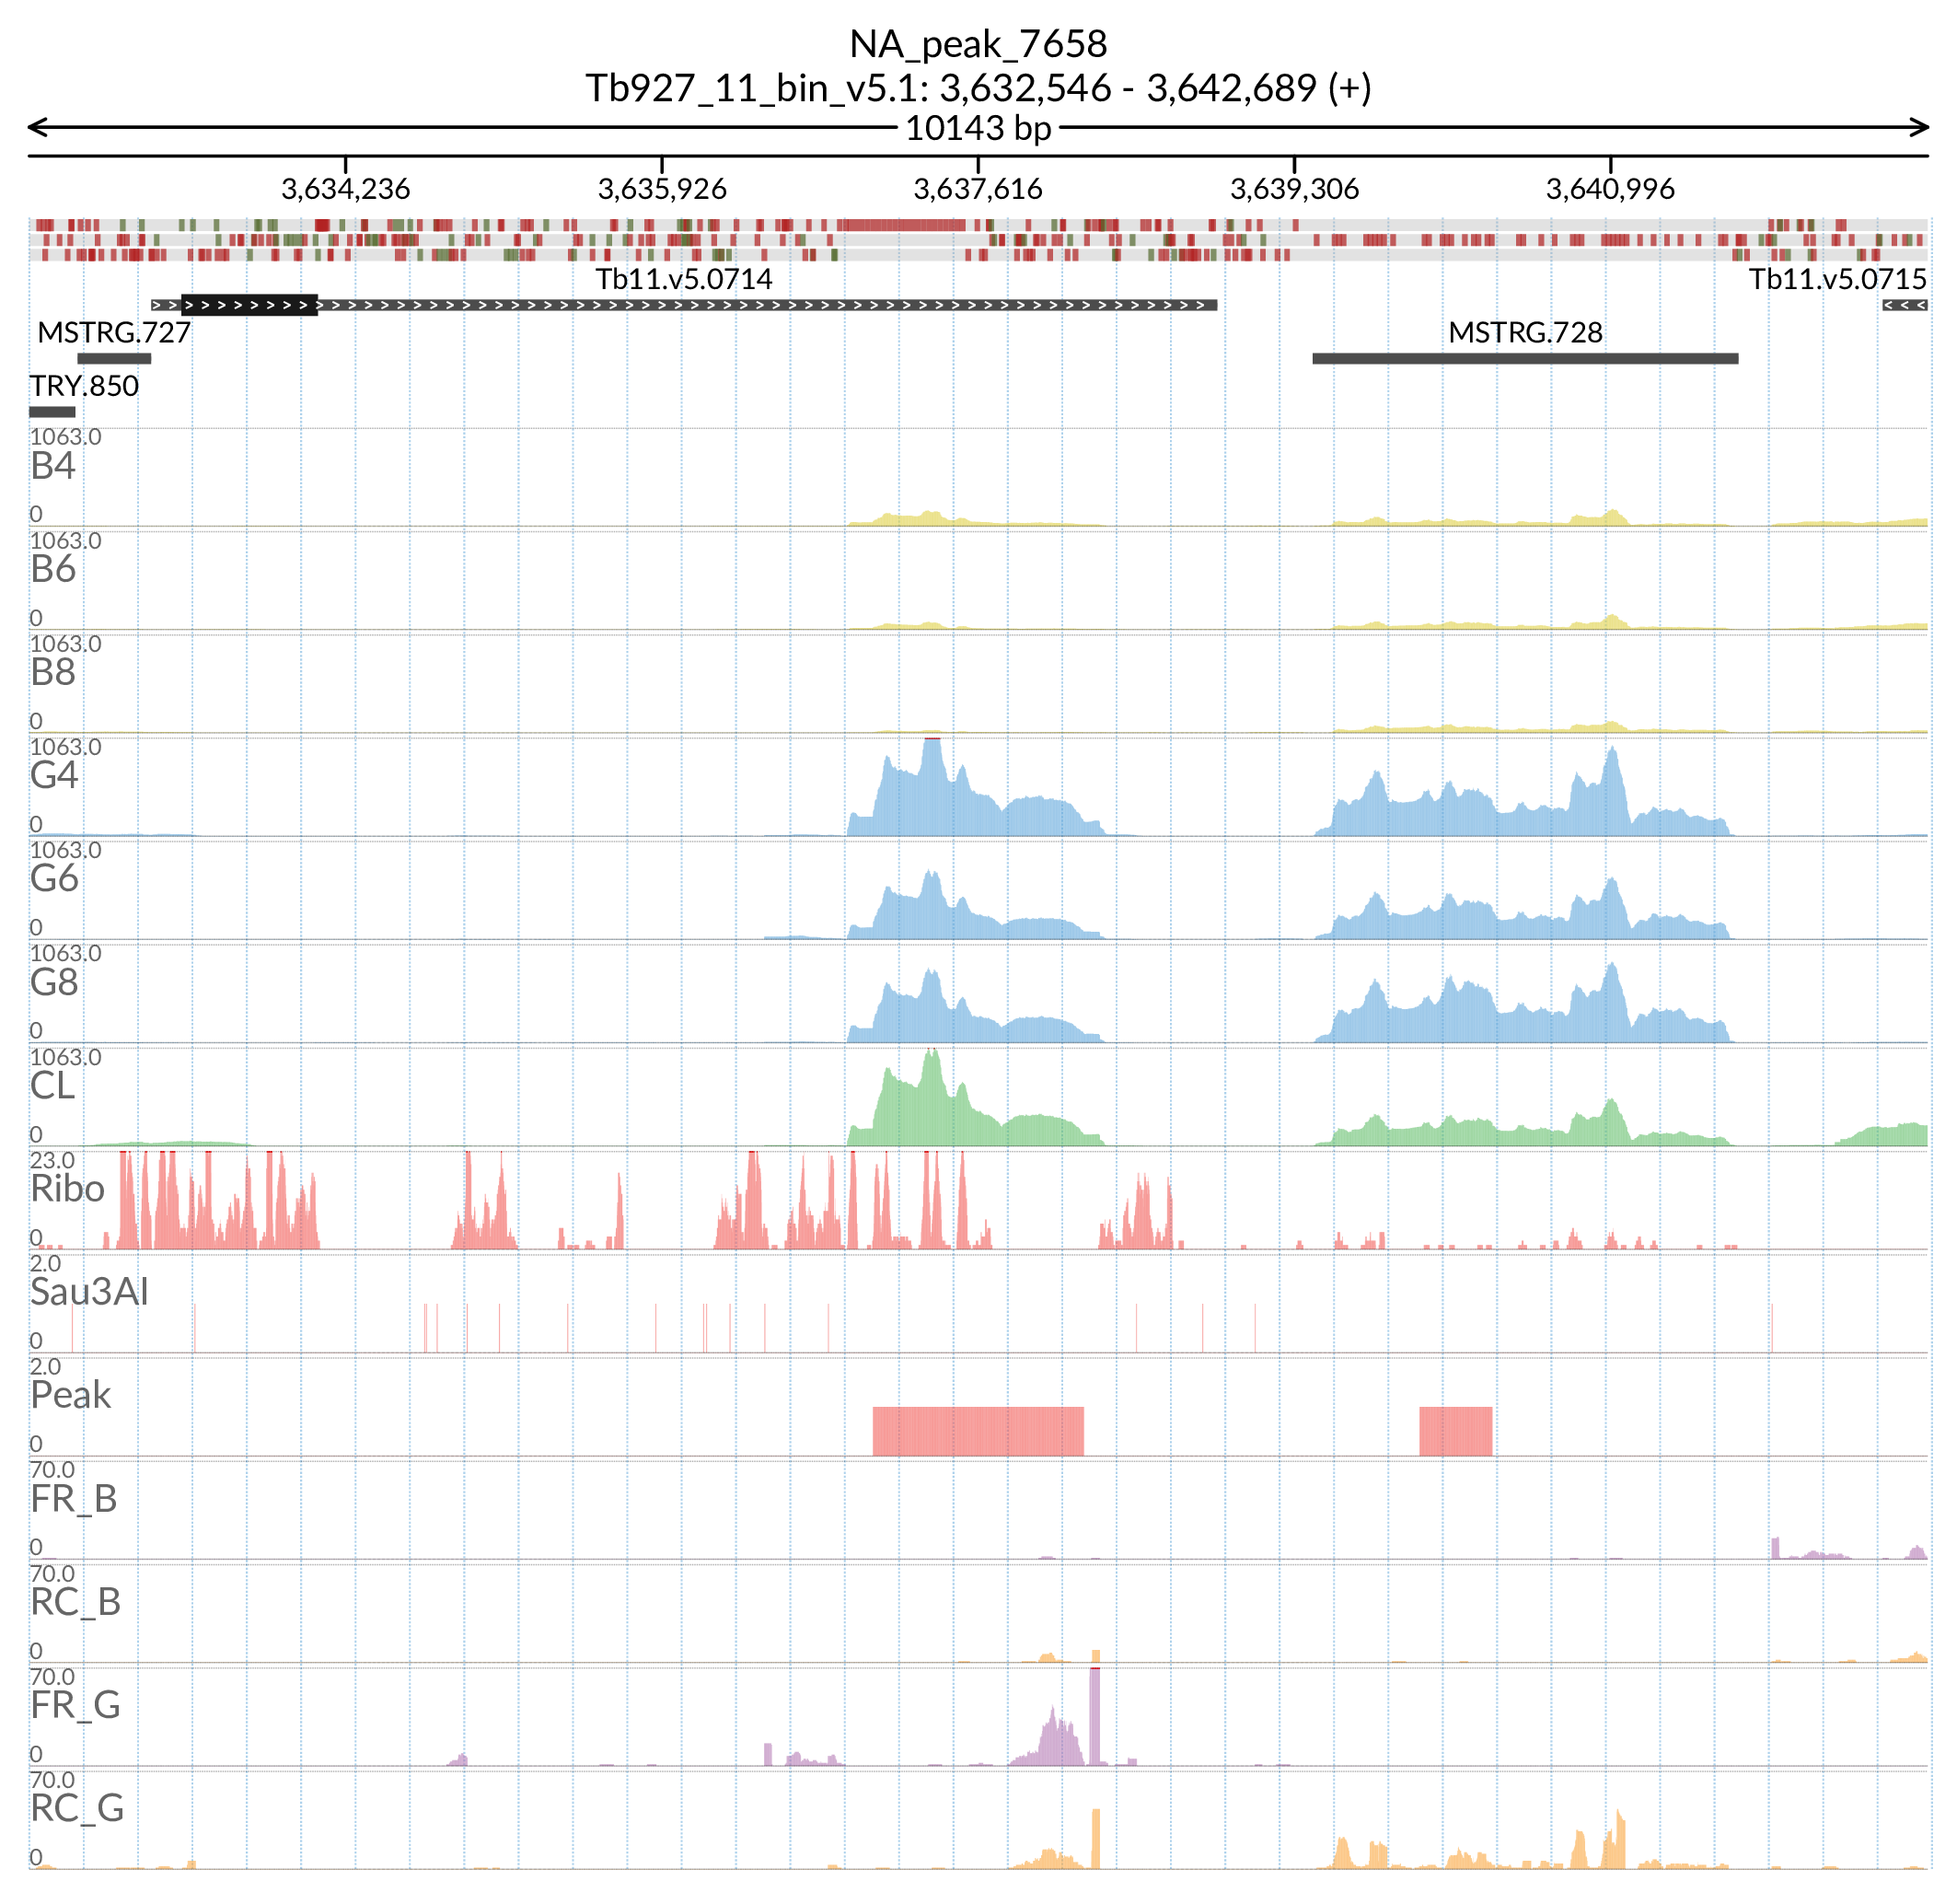 NA_peak_7658
Tb927_11_bin_v5.1: 3,632,546 - 3,642,689 (+)
10143 bp
3,634,236 3,635,926 3,637,616 3,639,306 3,640,996
Tb11.v5.0714 Tb11.v5.0715
MSTRG.727 MSTRG.728
TRY.850
1063.0
B4
0
1063.0
B6
0
1063.0
B8
0
1063.0
G4
0
1063.0
G6
0
1063.0
G8
0
1063.0
CL
0
23.0
Ribo
0
2.0
Sau3AI
0
2.0
Peak
0
70.0
FR_B
0
70.0
RC_B
0
70.0
FR_G
0
70.0
RC_G
0